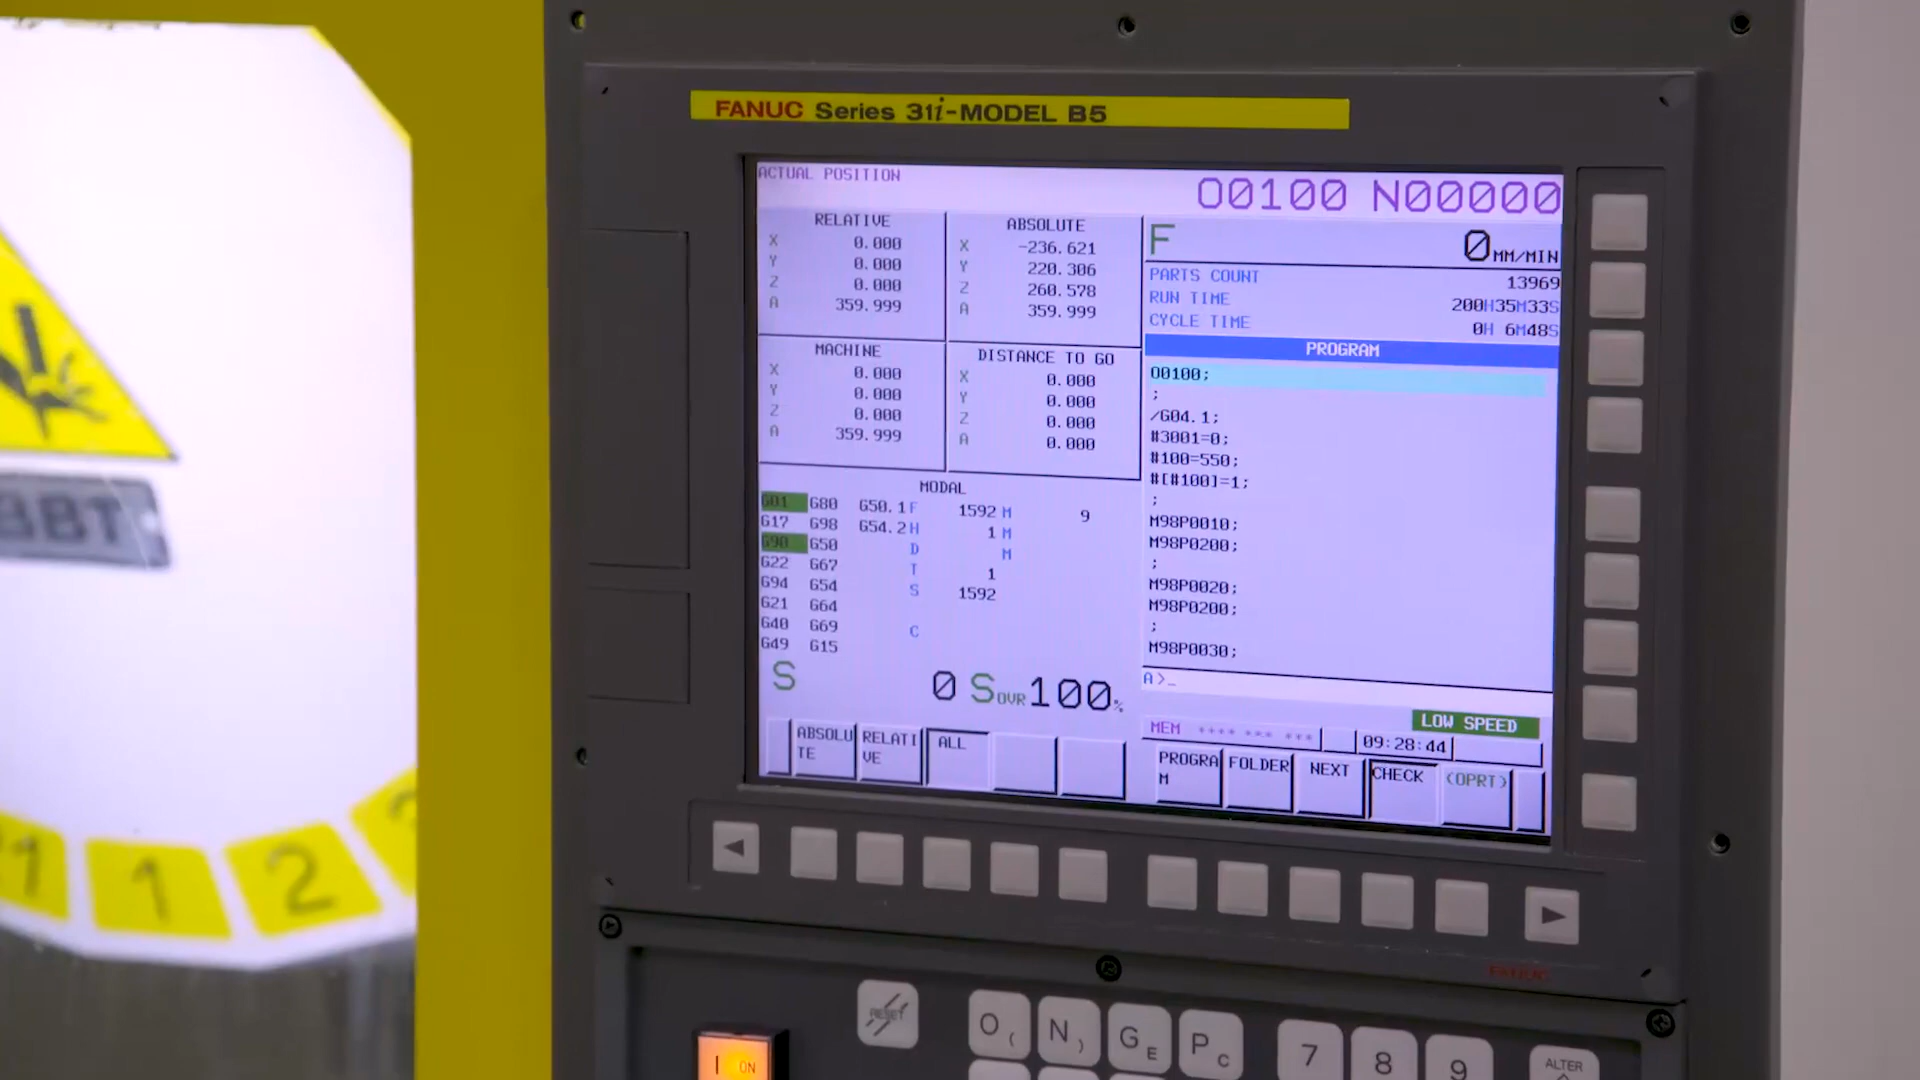 FANUC Series 31i-MODEL B5
ACTUAL POSITION
O0100 N00000
RELATIVE
X 0.000
Y 0.000
Z 0.000
A 359.999
ABSOLUTE
X -236.621
Y 220.306
Z 260.578
A 359.999
MACHINE
X 0.000
Y 0.000
Z 0.000
A 359.999
DISTANCE TO GO
X 0.000
Y 0.000
Z 0.000
A 0.000
F 0 MM/MIN
PARTS COUNT 13969
RUN TIME 200H35M33S
CYCLE TIME 0H 6M48S
PROGRAM
O0100;
;
/G04.1;
#3001=0;
#100=550;
#[#100]=1;
;
M98P0010;
M98P0200;
;
M98P0020;
M98P0200;
;
M98P0030;
MODAL
G01 G80 G50.1 F 1592 M 9
G17 G98 G54.2 H 1 M
G90 G50 D M
G22 G67 T 1
G94 G54 S 1592
G21 G64
G40 G69 C
G49 G15
S 0 SOVR 100%
A>_
LOW SPEED
MEM **** *** *** 09:28:44
ABSOLUTE RELATIVE ALL
PROGRAM FOLDER NEXT CHECK (OPRT)
BBT
1 1 2
FANUC
RESET
O ( N ) G E P C 7 8 9 ALTER
I ON